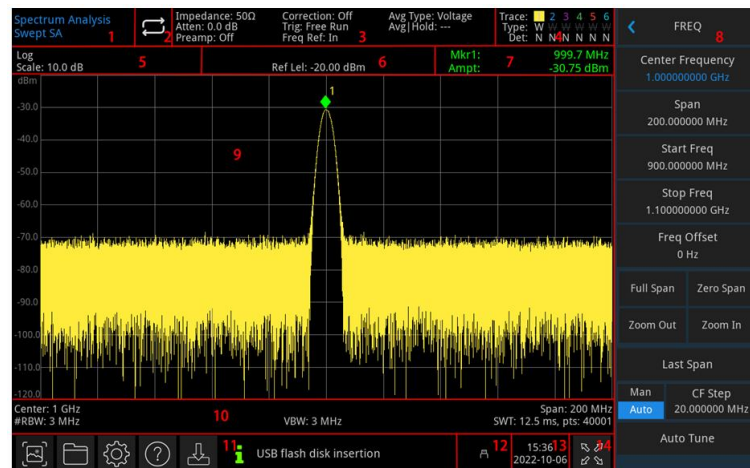 Spectrum Analysis
Swept SA
1
2
Impedance: 50Ω
Atten: 0.0 dB
Preamp: Off
Correction: Off
Trig: Free Run
Freq Ref: In
3
Avg Type: Voltage
Avg|Hold: ---
Trace: 1 2 3 4 5 6
Type: W W W W W W
Det: N N N N N N
4
FREQ
8
Log
Scale: 10.0 dB
5
Ref Lel: -20.00 dBm
6
Mkr1: 999.7 MHz
Ampt: -30.75 dBm
7
dBm
-30.0
-40.0
-50.0
-60.0
-70.0
-80.0
-90.0
-100.0
-110.0
-120.0
1
9
Center: 1 GHz
#RBW: 3 MHz
10
VBW: 3 MHz
Span: 200 MHz
SWT: 12.5 ms, pts: 40001
?
11
i
USB flash disk insertion
12
15:36
2022-10-06
13
14
Center Frequency
1.000000000 GHz
Span
200.000000 MHz
Start Freq
900.000000 MHz
Stop Freq
1.100000000 GHz
Freq Offset
0 Hz
Full Span
Zero Span
Zoom Out
Zoom In
Last Span
Man
Auto
CF Step
20.000000 MHz
Auto Tune